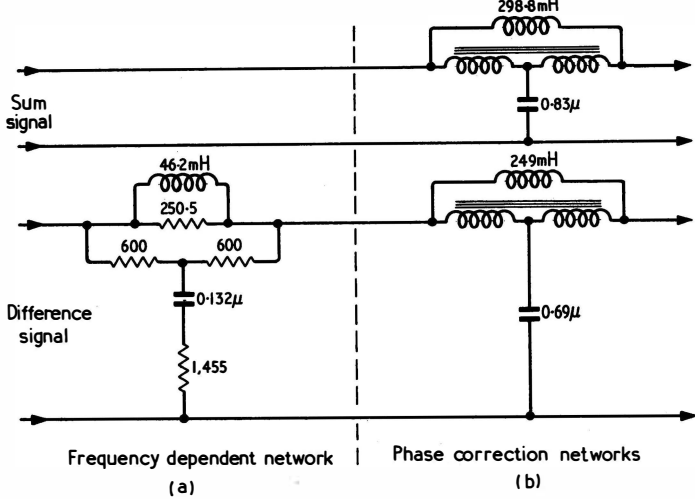 298·8mH
Sum
signal
0·83μ
46·2mH
249mH
250·5
600 600
0·132μ
Difference
signal
0·69μ
1,455
Frequency dependent network
Phase correction networks
(a)
(b)